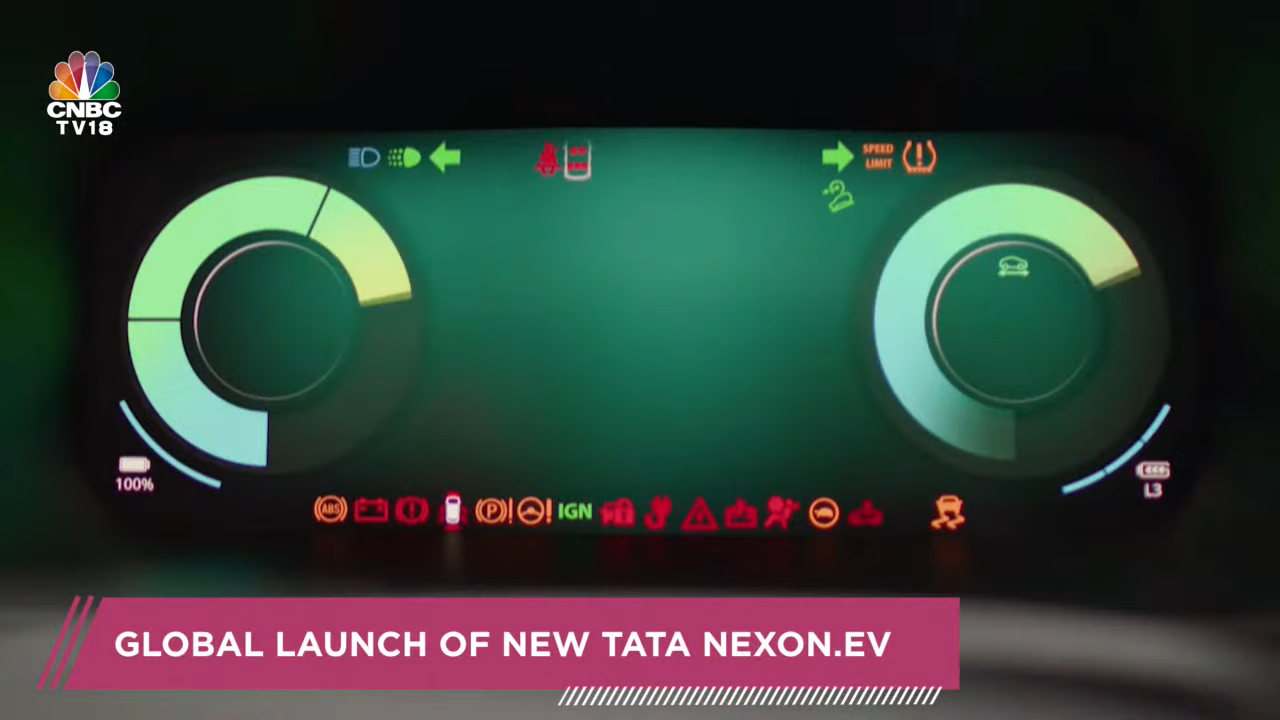 CNBC
TV18
SPEED
LIMIT
100%
L3
ABS
P
IGN
GLOBAL LAUNCH OF NEW TATA NEXON.EV